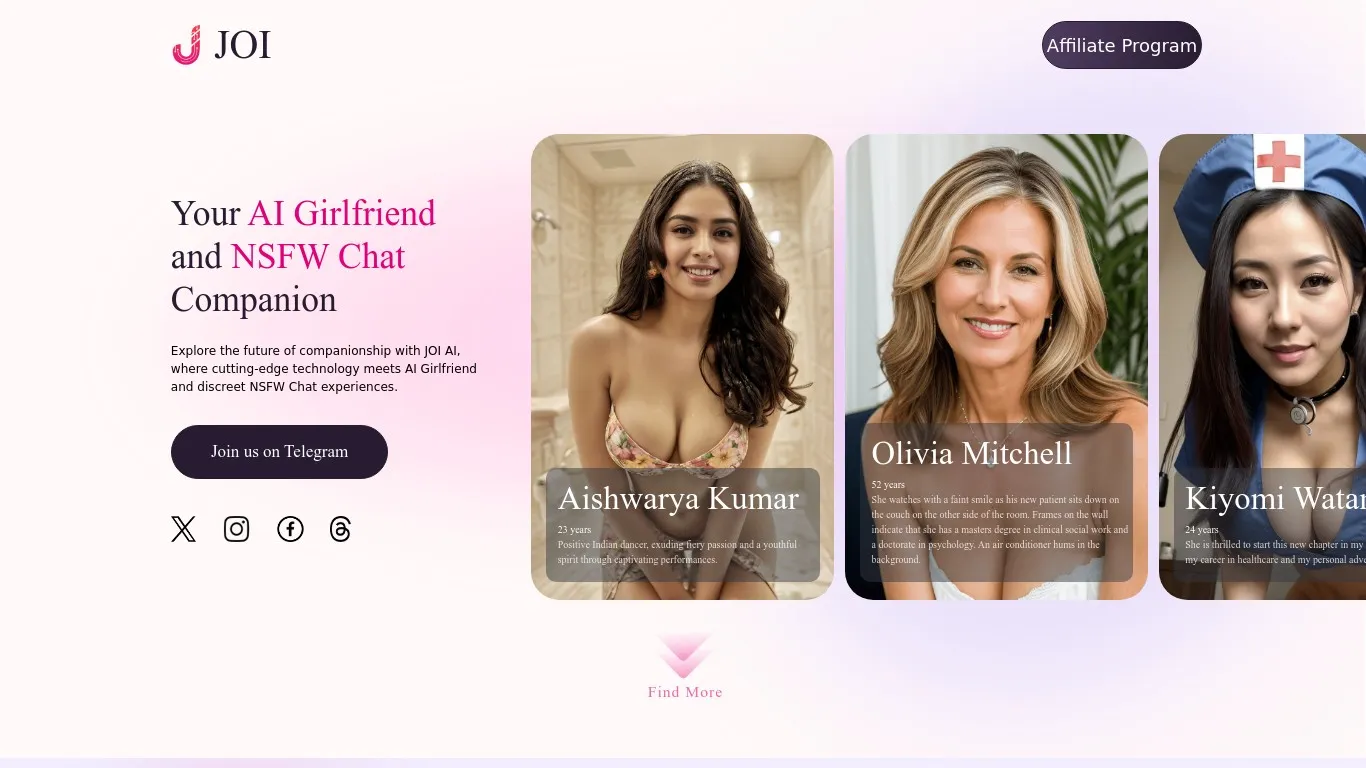 JOI
Affiliate Program
Your AI Girlfriend
and NSFW Chat
Companion
Explore the future of companionship with JOI AI,
where cutting-edge technology meets AI Girlfriend
and discreet NSFW Chat experiences.
Join us on Telegram
Aishwarya Kumar
23 years
Positive Indian dancer, exuding fiery passion and a youthful
spirit through captivating performances.
Olivia Mitchell
52 years
She watches with a faint smile as his new patient sits down on
the couch on the other side of the room. Frames on the wall
indicate that she has a masters degree in clinical social work and
a doctorate in psychology. An air conditioner hums in the
background.
Kiyomi Watar
24 years
She is thrilled to start this new chapter in my
my career in healthcare and my personal adve
Find More